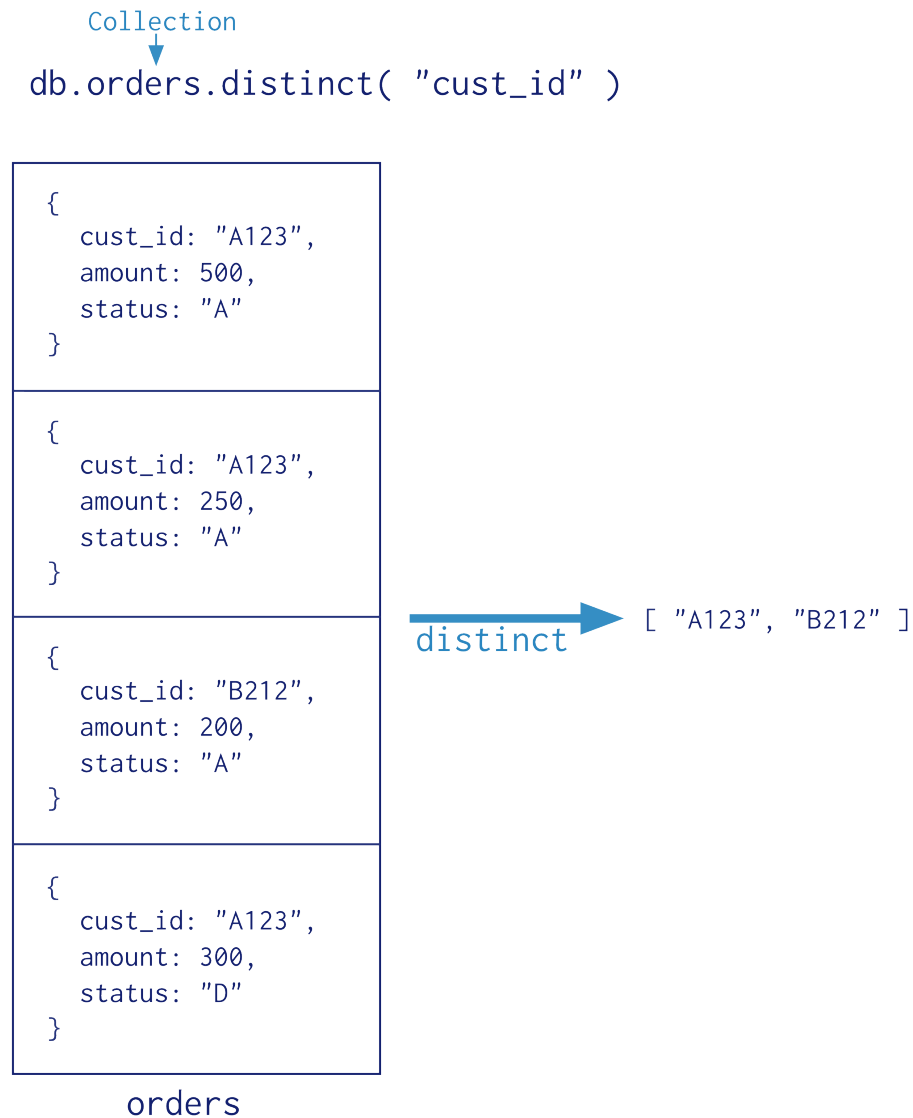 Collection
db.orders.distinct( "cust_id" )
{
cust_id: "A123",
amount: 500,
status: "A"
}
{
cust_id: "A123",
amount: 250,
status: "A"
}
{
cust_id: "B212",
amount: 200,
status: "A"
}
{
cust_id: "A123",
amount: 300,
status: "D"
}
orders
distinct
[ "A123", "B212" ]